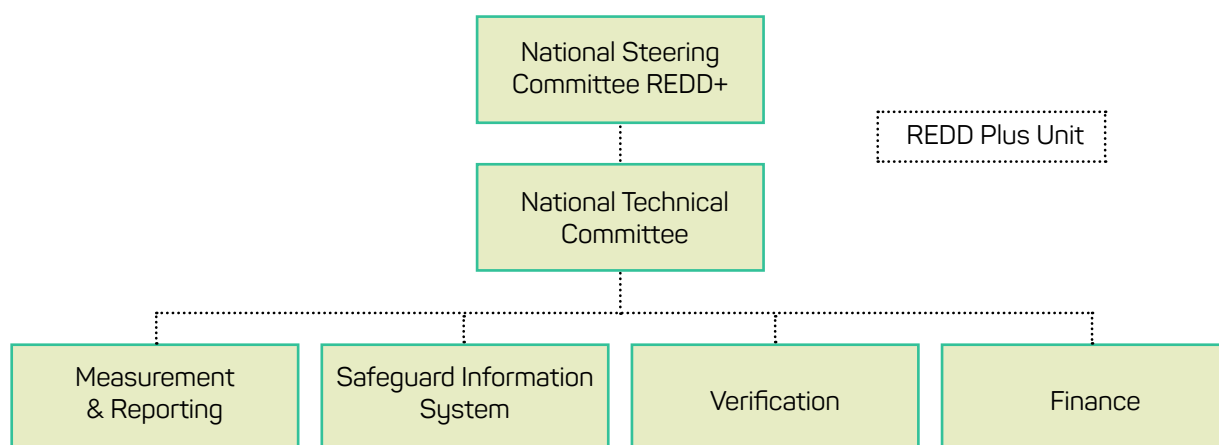 National Steering
Committee REDD+
REDD Plus Unit
National Technical
Committee
Measurement
& Reporting
Safeguard Information
System
Verification
Finance